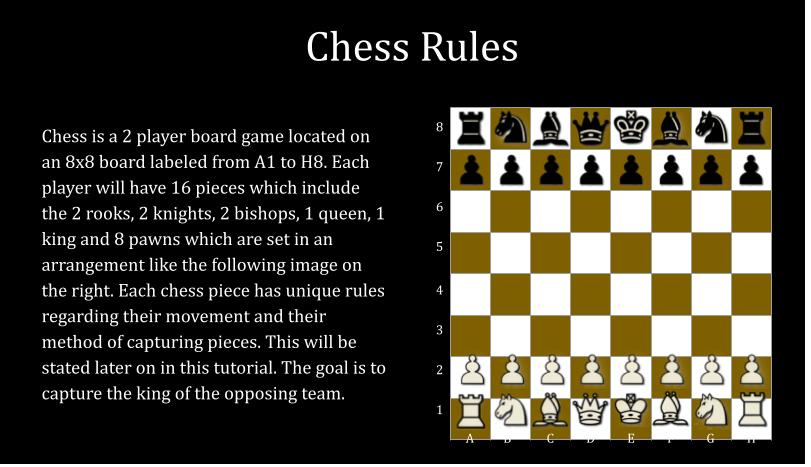 Chess Rules
Chess is a 2 player board game located on
an 8x8 board labeled from A1 to H8. Each
player will have 16 pieces which include
the 2 rooks, 2 knights, 2 bishops, 1 queen, 1
king and 8 pawns which are set in an
arrangement like the following image on
the right. Each chess piece has unique rules
regarding their movement and their
method of capturing pieces. This will be
stated later on in this tutorial. The goal is to
capture the king of the opposing team.
8
7
6
5
4
3
2
1
A B C D E F G H